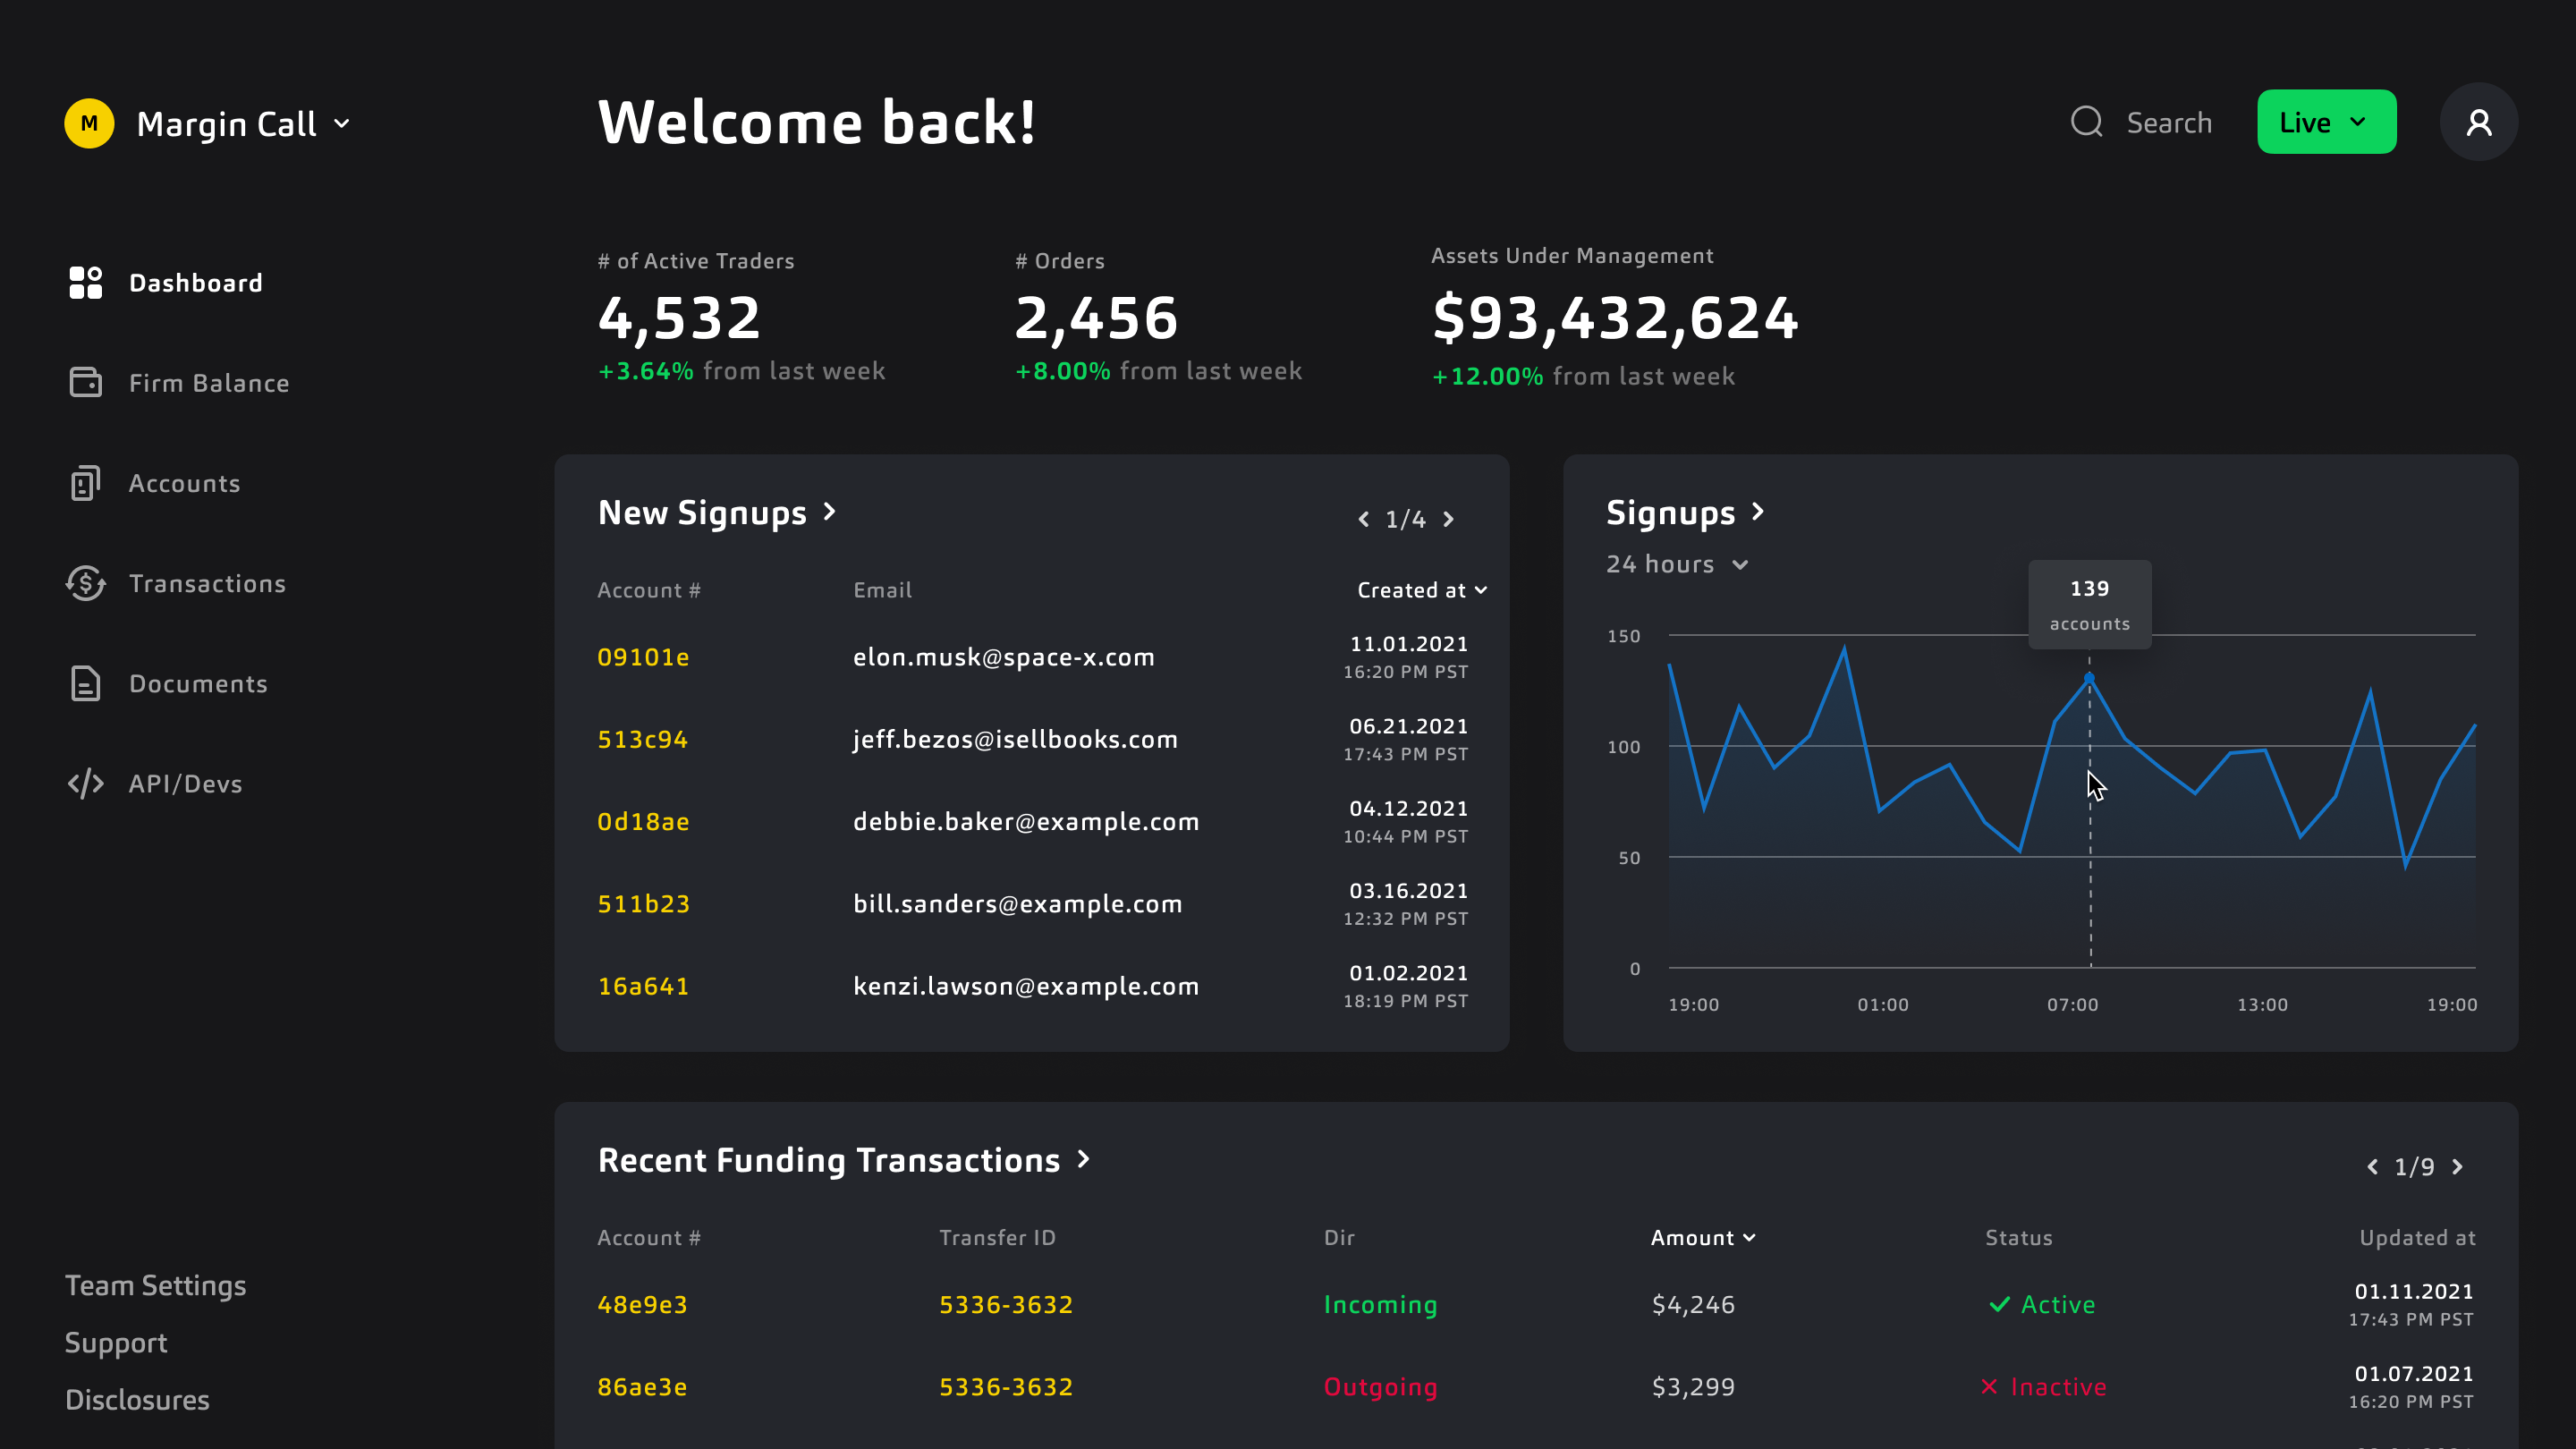 M Margin Call
Welcome back!
Search
Live
Dashboard
Firm Balance
Accounts
Transactions
Documents
API/Devs
Team Settings
Support
Disclosures
# of Active Traders
4,532
+3.64% from last week
# Orders
2,456
+8.00% from last week
Assets Under Management
$93,432,624
+12.00% from last week
New Signups
1/4
Account # Email Created at
09101e elon.musk@space-x.com 11.01.2021
16:20 PM PST
513c94 jeff.bezos@isellbooks.com 06.21.2021
17:43 PM PST
0d18ae debbie.baker@example.com 04.12.2021
10:44 PM PST
511b23 bill.sanders@example.com 03.16.2021
12:32 PM PST
16a641 kenzi.lawson@example.com 01.02.2021
18:19 PM PST
Signups
24 hours
139
accounts
150
100
50
0
19:00 01:00 07:00 13:00 19:00
Recent Funding Transactions
1/9
Account # Transfer ID Dir Amount Status Updated at
48e9e3 5336-3632 Incoming $4,246 Active 01.11.2021
17:43 PM PST
86ae3e 5336-3632 Outgoing $3,299 Inactive 01.07.2021
16:20 PM PST